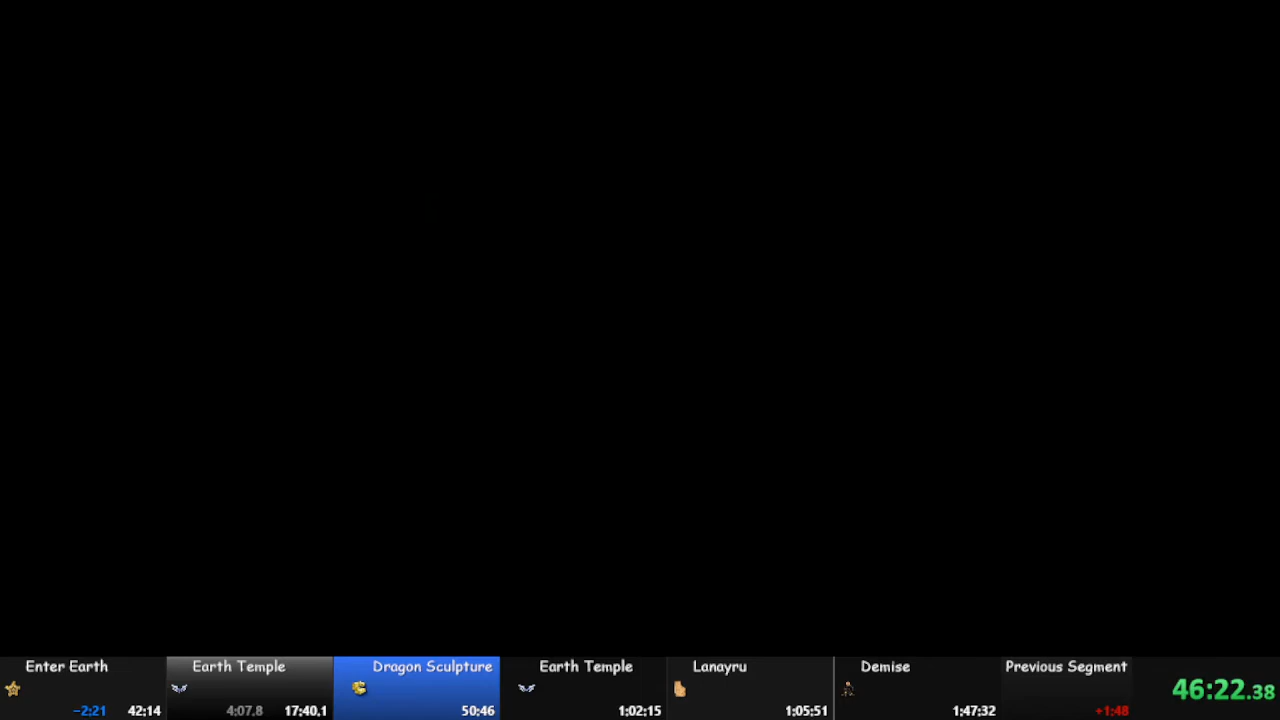 Enter Earth
-2:21 42:14
Earth Temple
4:07.8 17:40.1
Dragon Sculpture
50:46
Earth Temple
1:02:15
Lanayru
1:05:51
Demise
1:47:32
Previous Segment
+1:48
46:22.38